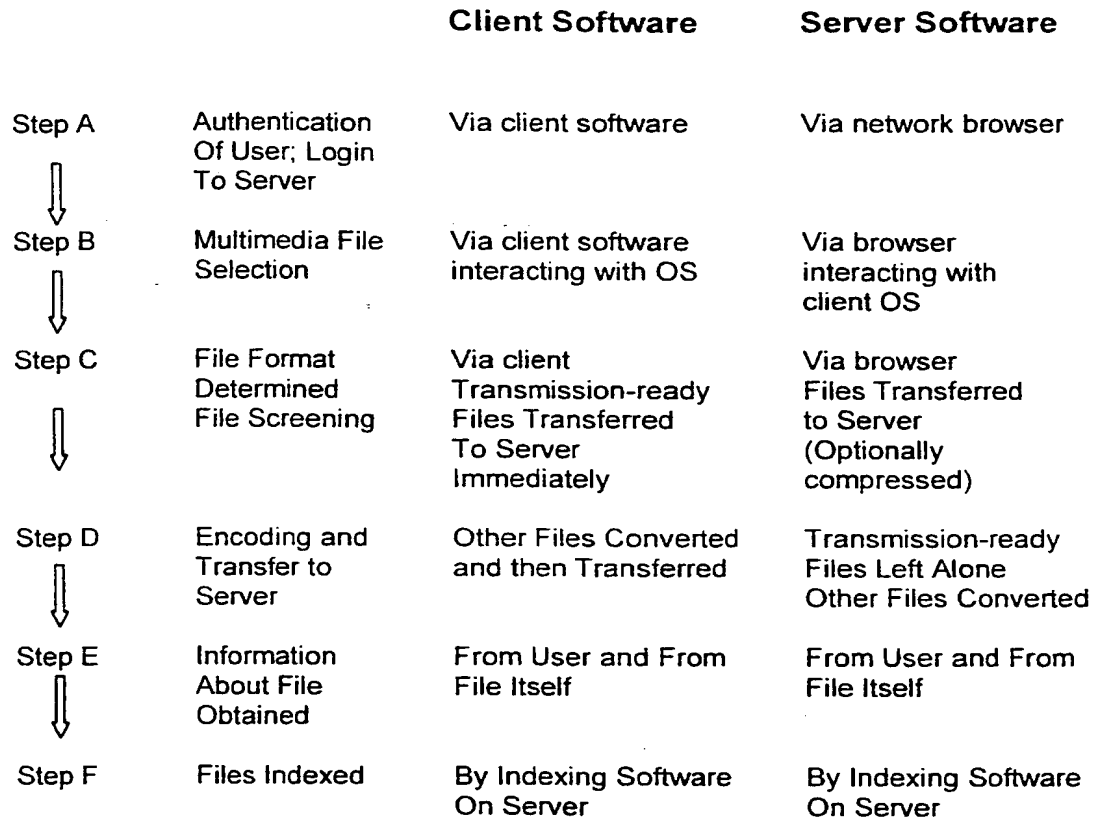 Client Software Server Software
Step A Authentication Via client software Via network browser
Of User; Login
To Server
Step B Multimedia File Via client software Via browser
Selection interacting with OS interacting with
client OS
Step C File Format Via client Via browser
Determined Transmission-ready Files Transferred
File Screening Files Transferred to Server
To Server (Optionally
Immediately compressed)
Step D Encoding and Other Files Converted Transmission-ready
Transfer to and then Transferred Files Left Alone
Server Other Files Converted
Step E Information From User and From From User and From
About File File Itself File Itself
Obtained
Step F Files Indexed By Indexing Software By Indexing Software
On Server On Server